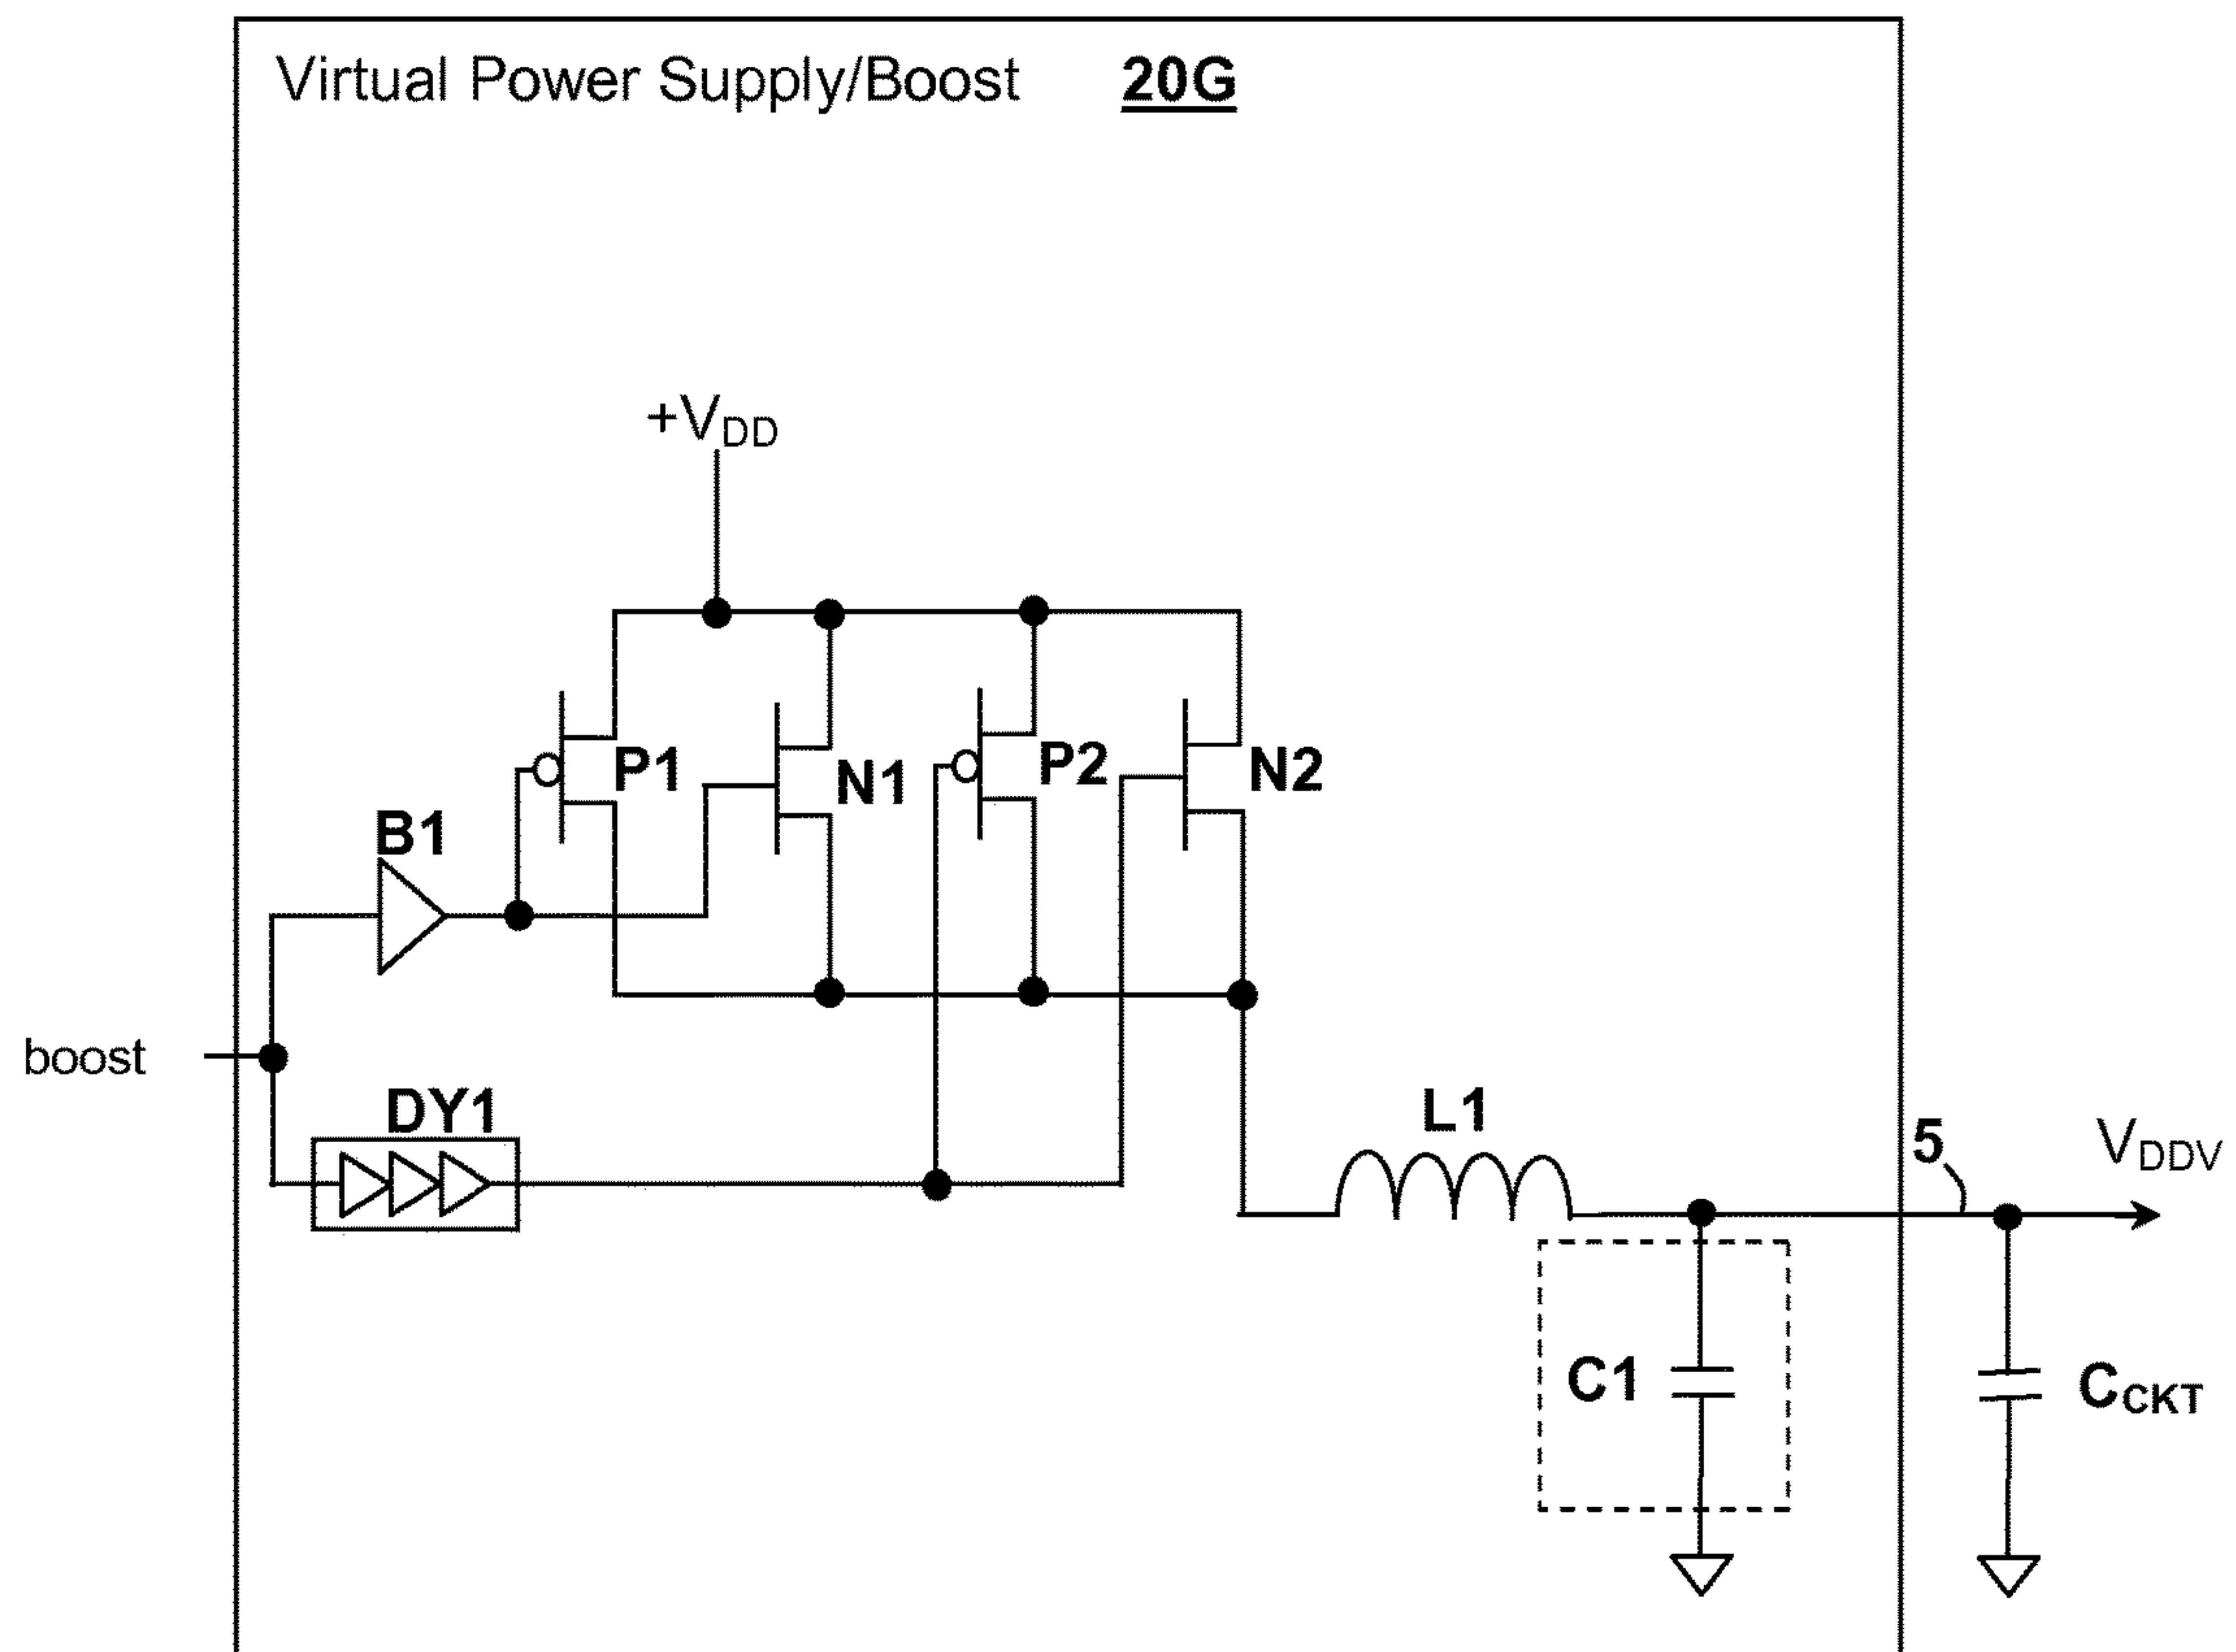 Virtual Power Supply/Boost 20G
+VDD
P1
N1
P2
N2
B1
boost
DY1
L1
5
VDDV
C1
CCKT